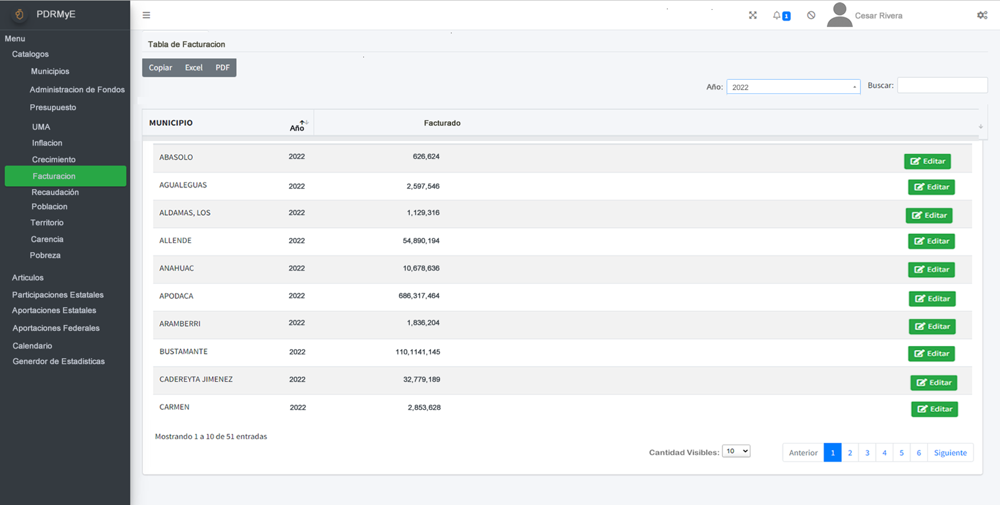 PDRMyE
1
Cesar Rivera
Menu
Catalogos
Municipios
Administracion de Fondos
Presupuesto
UMA
Inflacion
Crecimiento
Facturacion
Recaudación
Poblacion
Territorio
Carencia
Pobreza
Articulos
Participaciones Estatales
Aportaciones Estatales
Aportaciones Federales
Calendario
Generdor de Estadisticas
Tabla de Facturacion
Copiar Excel PDF
Año: 2022 Buscar:
MUNICIPIO Año Facturado
ABASOLO 2022 626,624 Editar
AGUALEGUAS 2022 2,597,546 Editar
ALDAMAS, LOS 2022 1,129,316 Editar
ALLENDE 2022 54,890,194 Editar
ANAHUAC 2022 10,678,636 Editar
APODACA 2022 686,317,464 Editar
ARAMBERRI 2022 1,836,204 Editar
BUSTAMANTE 2022 110,1141,145 Editar
CADEREYTA JIMENEZ 2022 32,779,189 Editar
CARMEN 2022 2,853,628 Editar
Mostrando 1 a 10 de 51 entradas
Cantidad Visibles: 10 Anterior 1 2 3 4 5 6 Siguiente